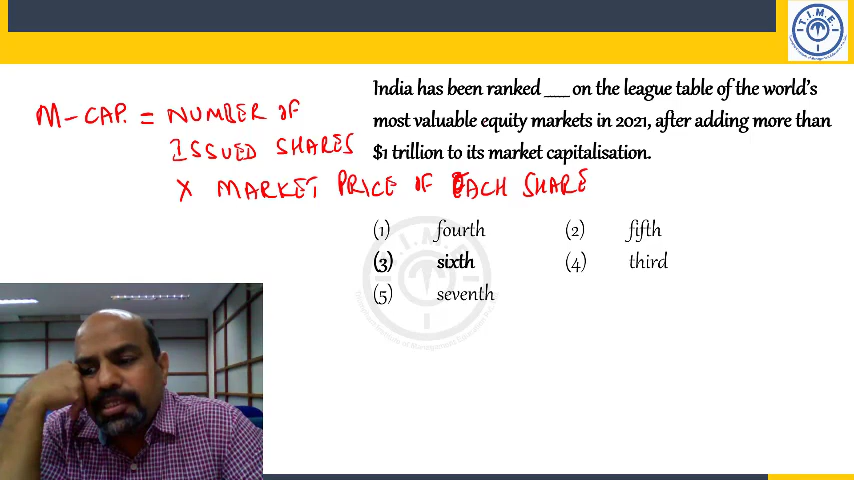 T.I.M.E.
India has been ranked ___ on the league table of the world's
most valuable equity markets in 2021, after adding more than
$1 trillion to its market capitalisation.
M-CAP. = NUMBER OF
ISSUED SHARES
X MARKET PRICE OF EACH SHARE
(1) fourth (2) fifth
(3) sixth (4) third
(5) seventh